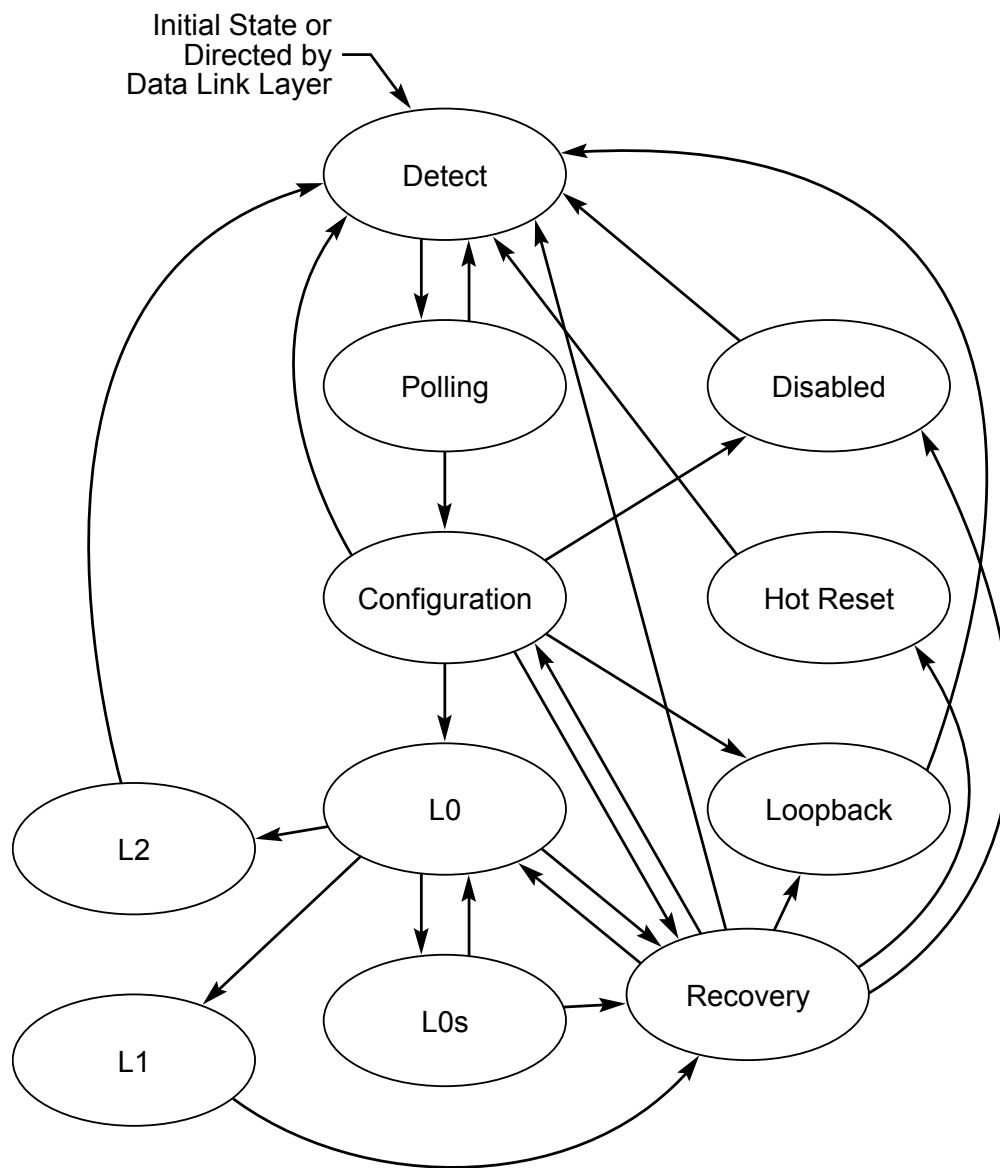 Initial State or
Directed by
Data Link Layer
Detect
Polling
Disabled
Configuration
Hot Reset
L0
Loopback
L2
Recovery
L0s
L1